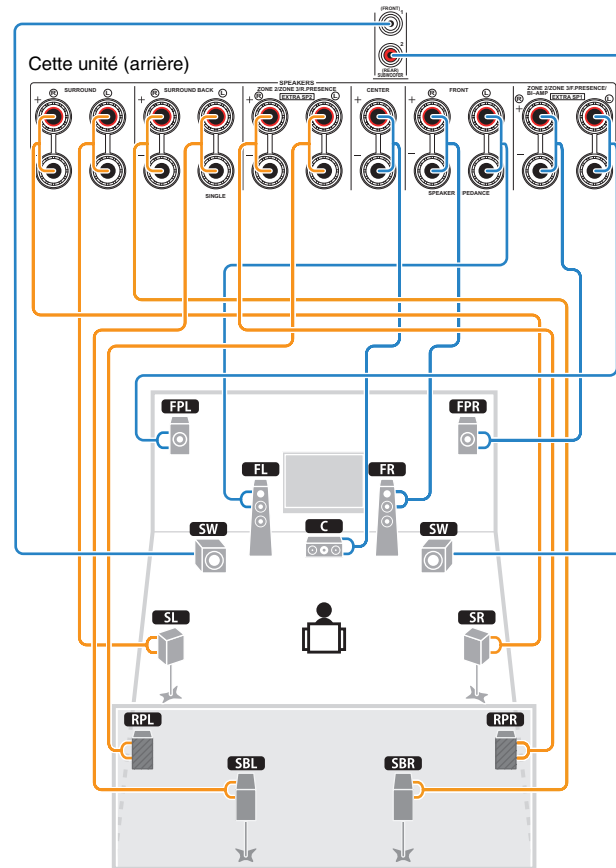 (FRONT)
1
2
(REAR)
SUBWOOFER
Cette unité (arrière)
SPEAKERS
SURROUND
SURROUND BACK
ZONE 2/ZONE 3/R.PRESENCE
EXTRA SP2
CENTER
FRONT
ZONE 2/ZONE 3/F.PRESENCE/
BI-AMP
EXTRA SP1
R L R L R L R L R L
+ + + + + +
- - - - - -
SINGLE
SPEAKER PEDANCE
FPL FPR
FL FR
SW C SW
SL SR
RPL RPR
SBL SBR